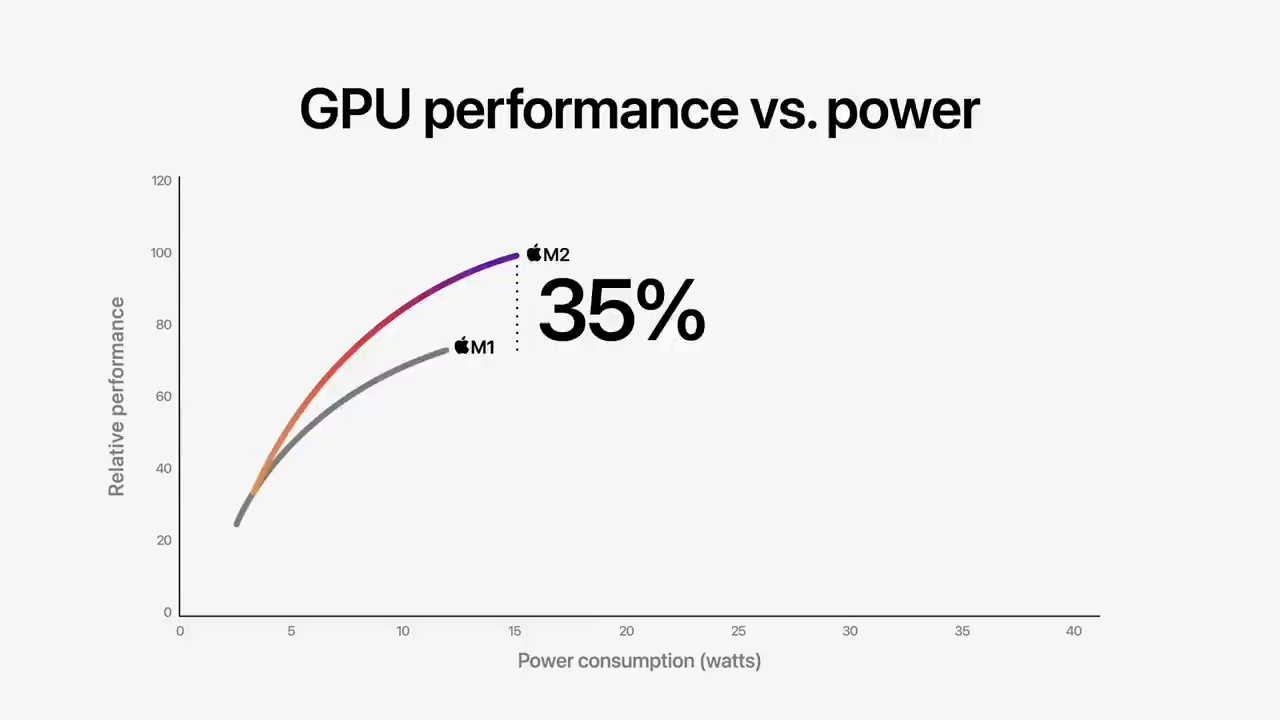 GPU performance vs. power
120
100
80
60
40
20
0
Relative performance
M2
35%
M1
0 5 10 15 20 25 30 35 40
Power consumption (watts)